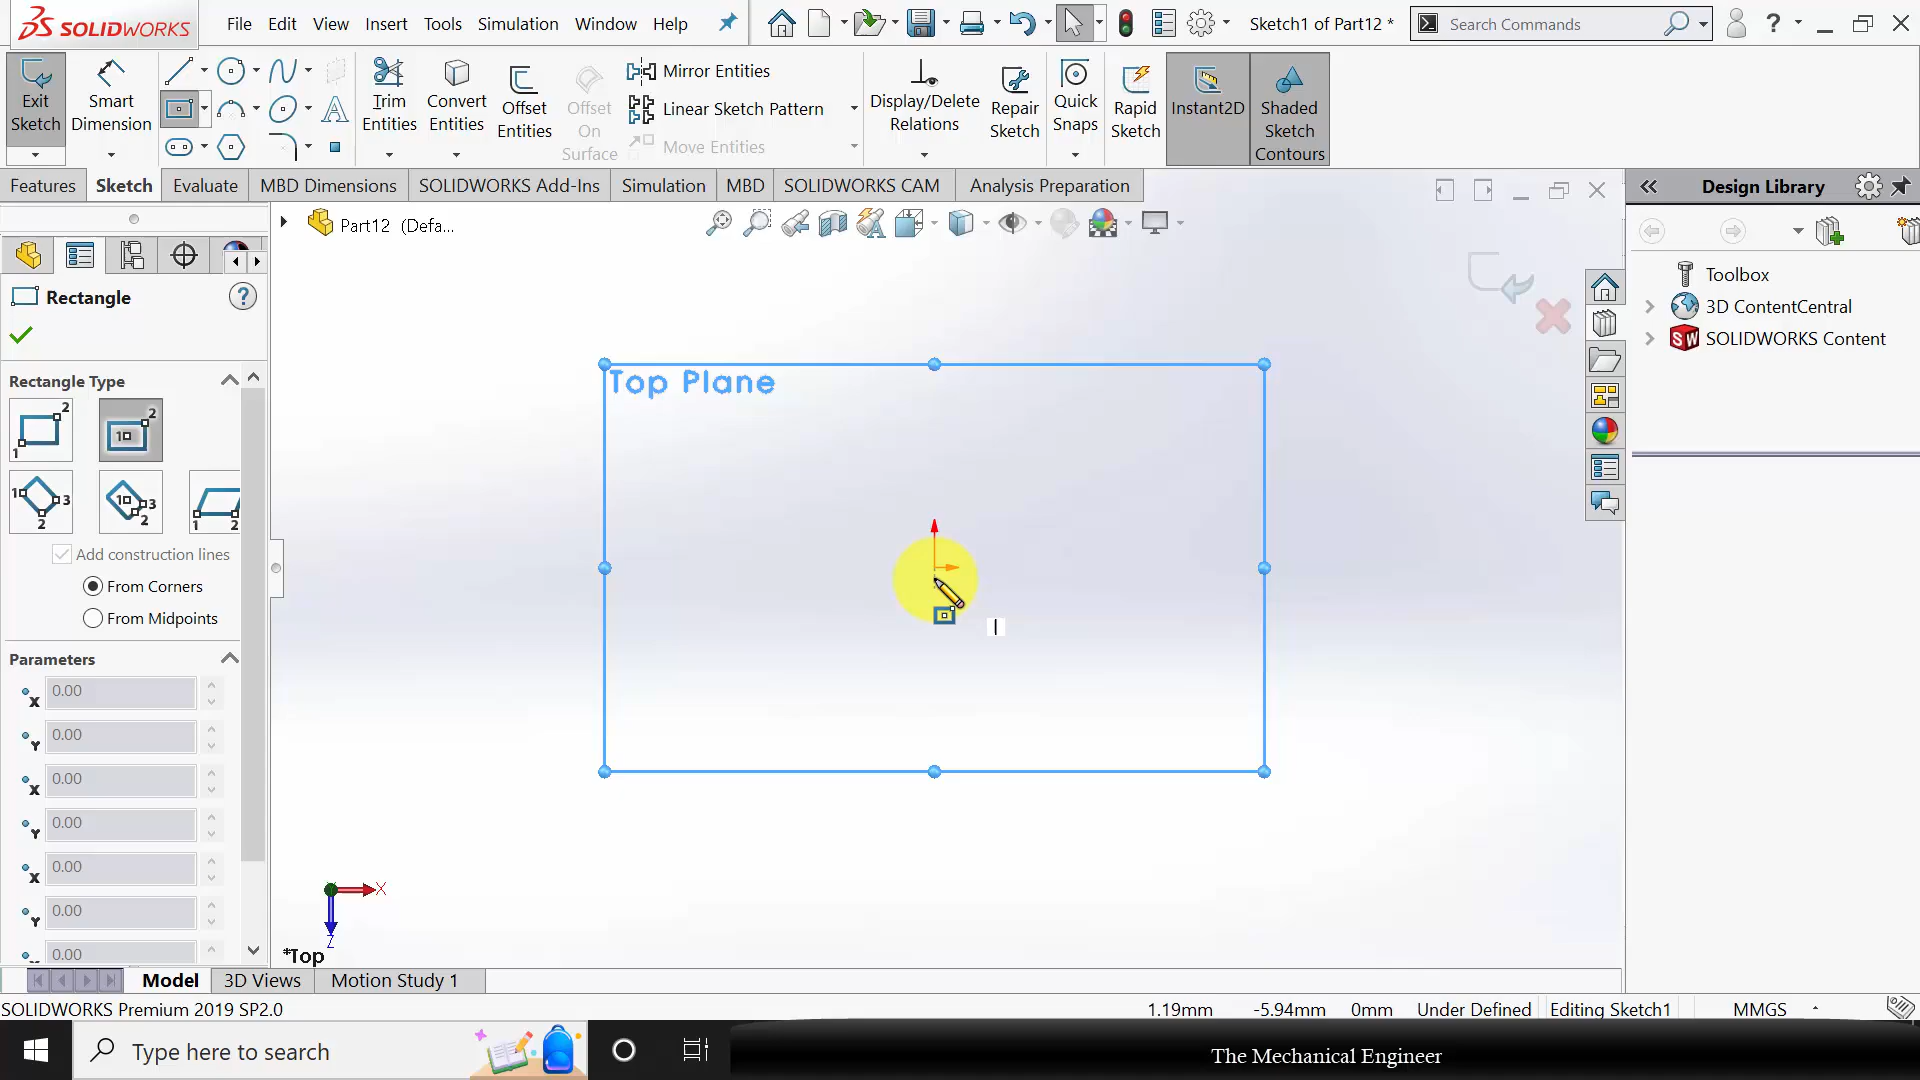 SOLIDWORKS File Edit View Insert Tools Simulation Window Help Sketch1 of Part12 * Search Commands ?
Exit Sketch
Smart Dimension
Trim Entities
Convert Entities
Offset Entities
Offset On Surface
Mirror Entities
Linear Sketch Pattern
Move Entities
Display/Delete Relations
Repair Sketch
Quick Snaps
Rapid Sketch
Instant2D
Shaded Sketch Contours
Features Sketch Evaluate MBD Dimensions SOLIDWORKS Add-Ins Simulation MBD SOLIDWORKS CAM Analysis Preparation
Design Library
Part12 (Defa...
Toolbox
3D ContentCentral
SOLIDWORKS Content
Rectangle ?
Rectangle Type
Add construction lines
From Corners
From Midpoints
Parameters
X 0.00
Y 0.00
X 0.00
Y 0.00
X 0.00
Y 0.00
0.00
Top Plane
X
Z
*Top
Model 3D Views Motion Study 1
SOLIDWORKS Premium 2019 SP2.0 1.19mm -5.94mm 0mm Under Defined Editing Sketch1 MMGS
Type here to search
The Mechanical Engineer